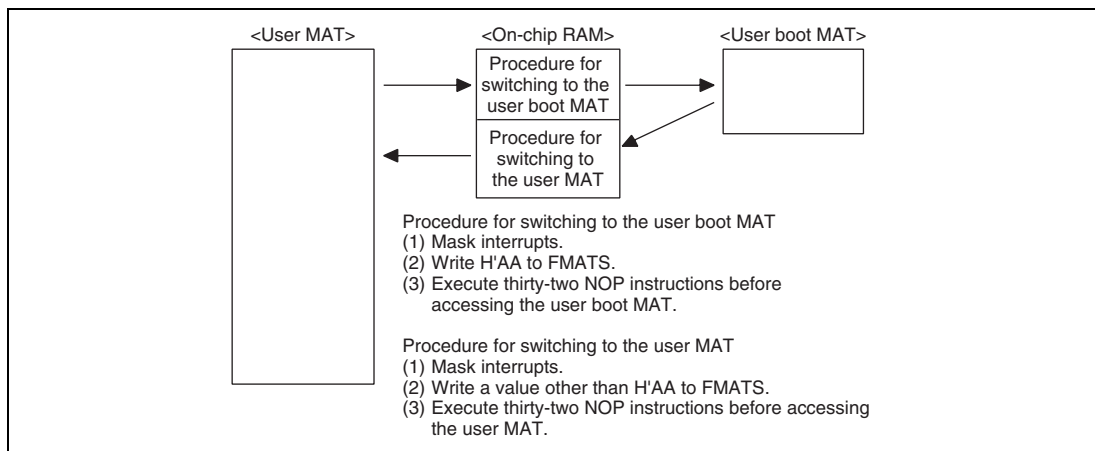 <User MAT>
<On-chip RAM>
<User boot MAT>
Procedure for
switching to the
user boot MAT
Procedure for
switching to
the user MAT
Procedure for switching to the user boot MAT
(1) Mask interrupts.
(2) Write H'AA to FMATS.
(3) Execute thirty-two NOP instructions before
accessing the user boot MAT.
Procedure for switching to the user MAT
(1) Mask interrupts.
(2) Write a value other than H'AA to FMATS.
(3) Execute thirty-two NOP instructions before accessing
the user MAT.